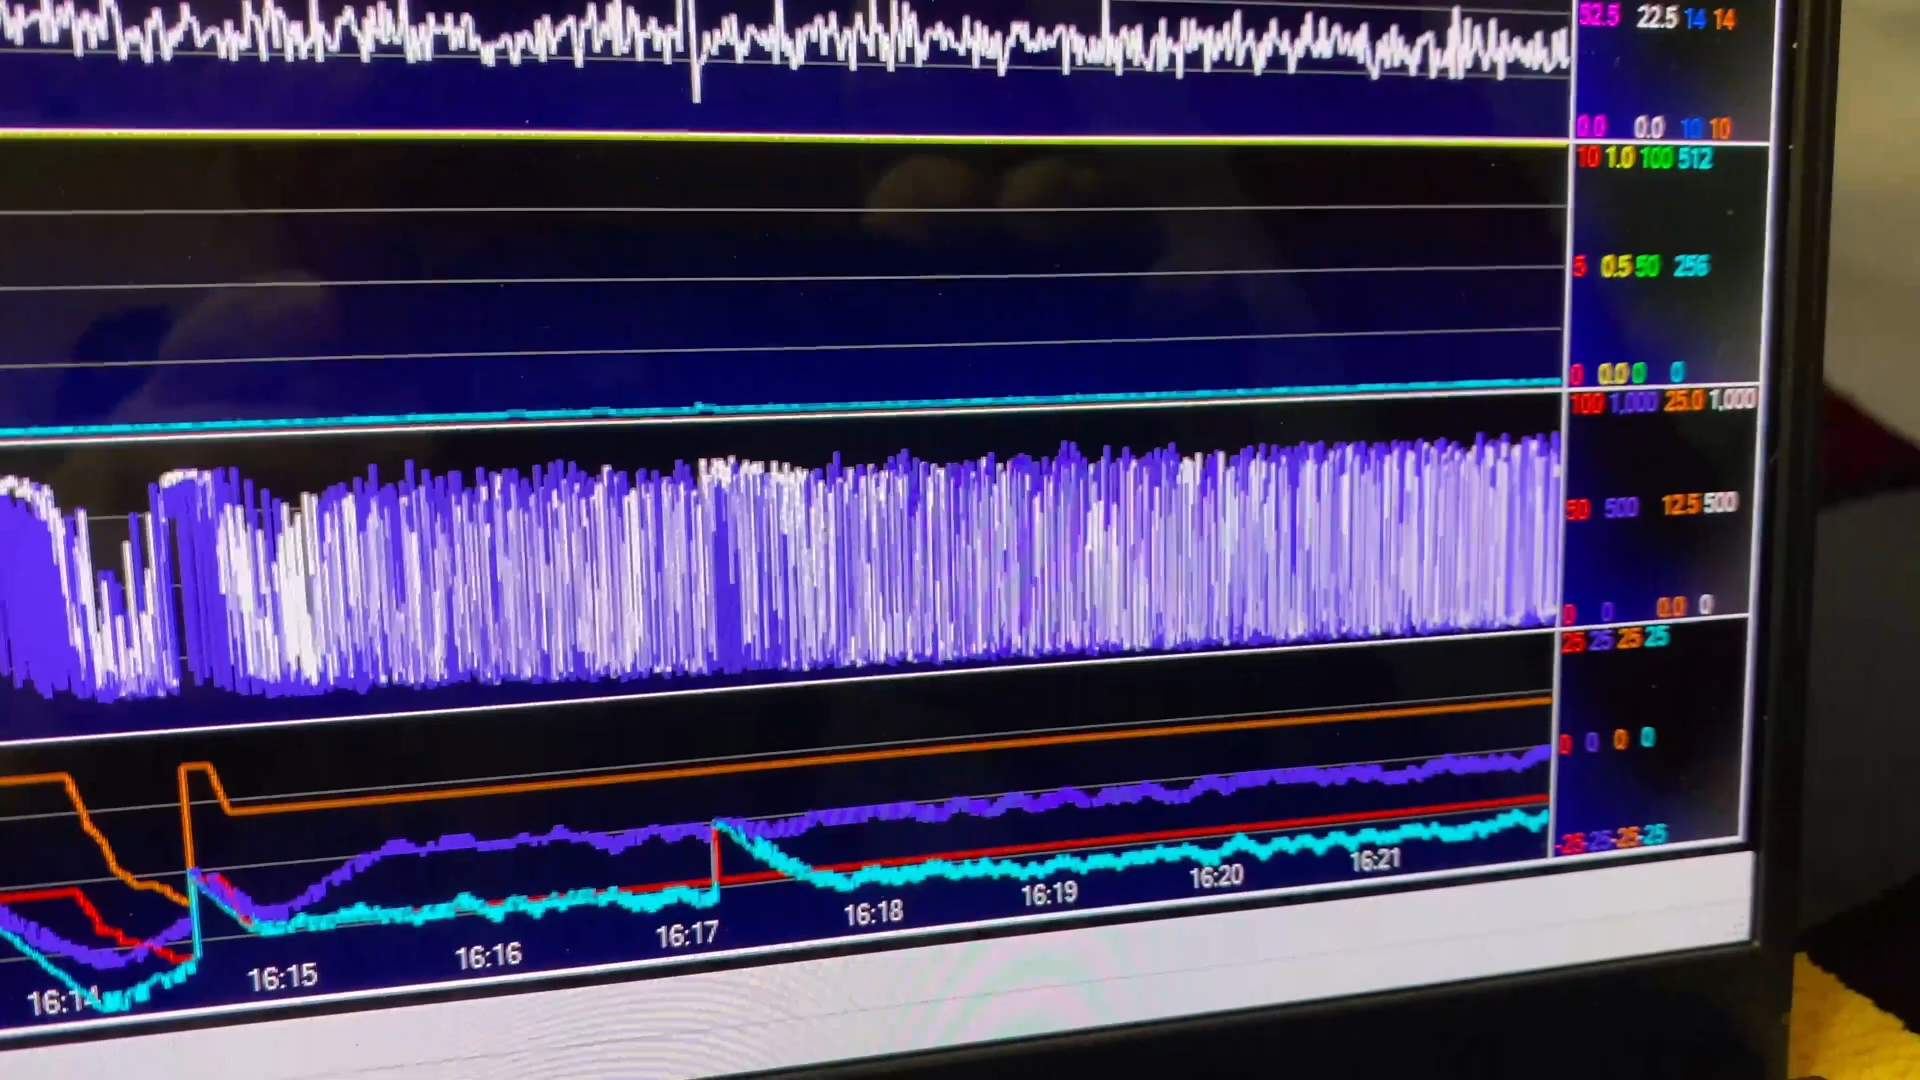 52.5 22.5 14 14
0.0 0.0 10 10
10 1.0 100 512
5 0.5 50 256
0 0.0 0 0
100 1,000 25.0 1,000
50 500 12.5 500
0 0 0.0 0
25 25 25 25
0 0 0 0
-25 -25 -25 -25
16:14 16:15 16:16 16:17 16:18 16:19 16:20 16:21